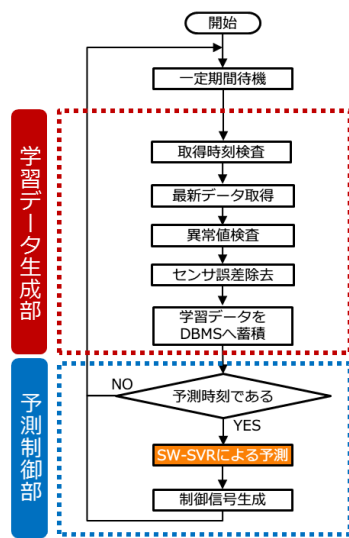 開始
一定期間待機
学習データ生成部
取得時刻検査
最新データ取得
異常値検査
センサ誤差除去
学習データを
DBMSへ蓄積
予測制御部
NO
予測時刻である
YES
SW-SVRによる予測
制御信号生成